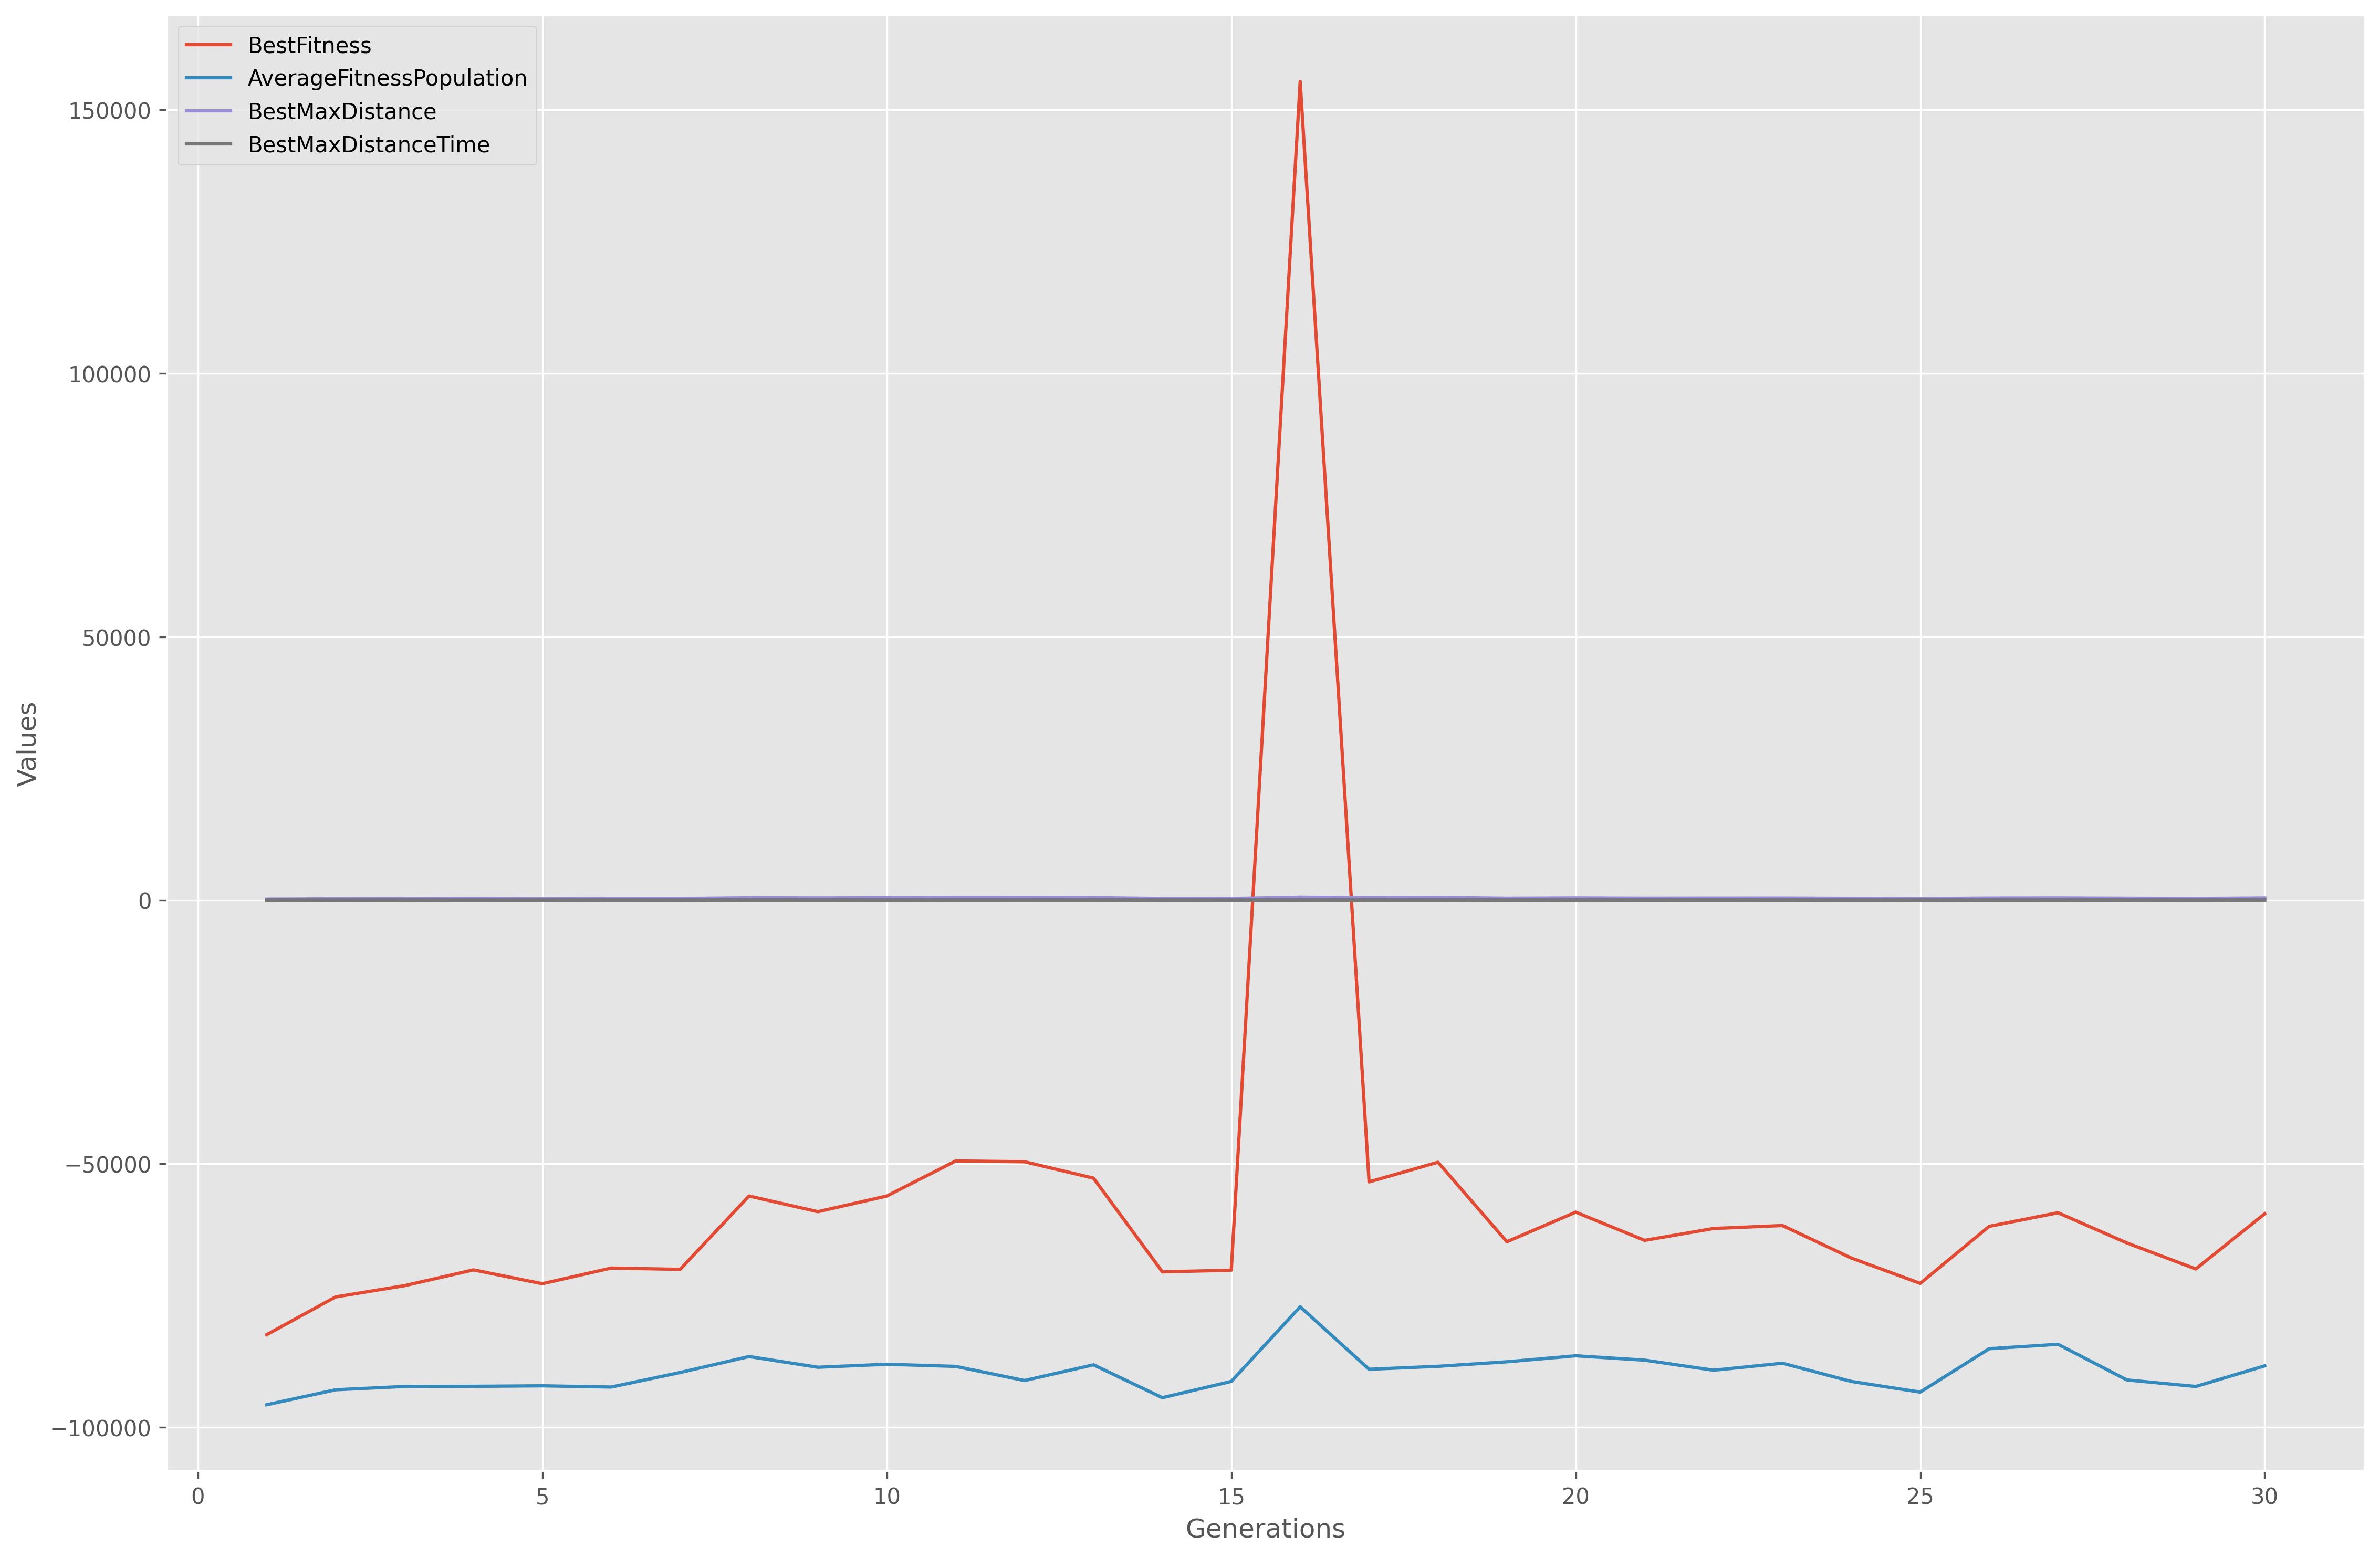 BestFitness
AverageFitnessPopulation
BestMaxDistance
BestMaxDistanceTime
150000
100000
50000
0
−50000
−100000
Values
0 5 10 15 20 25 30
Generations